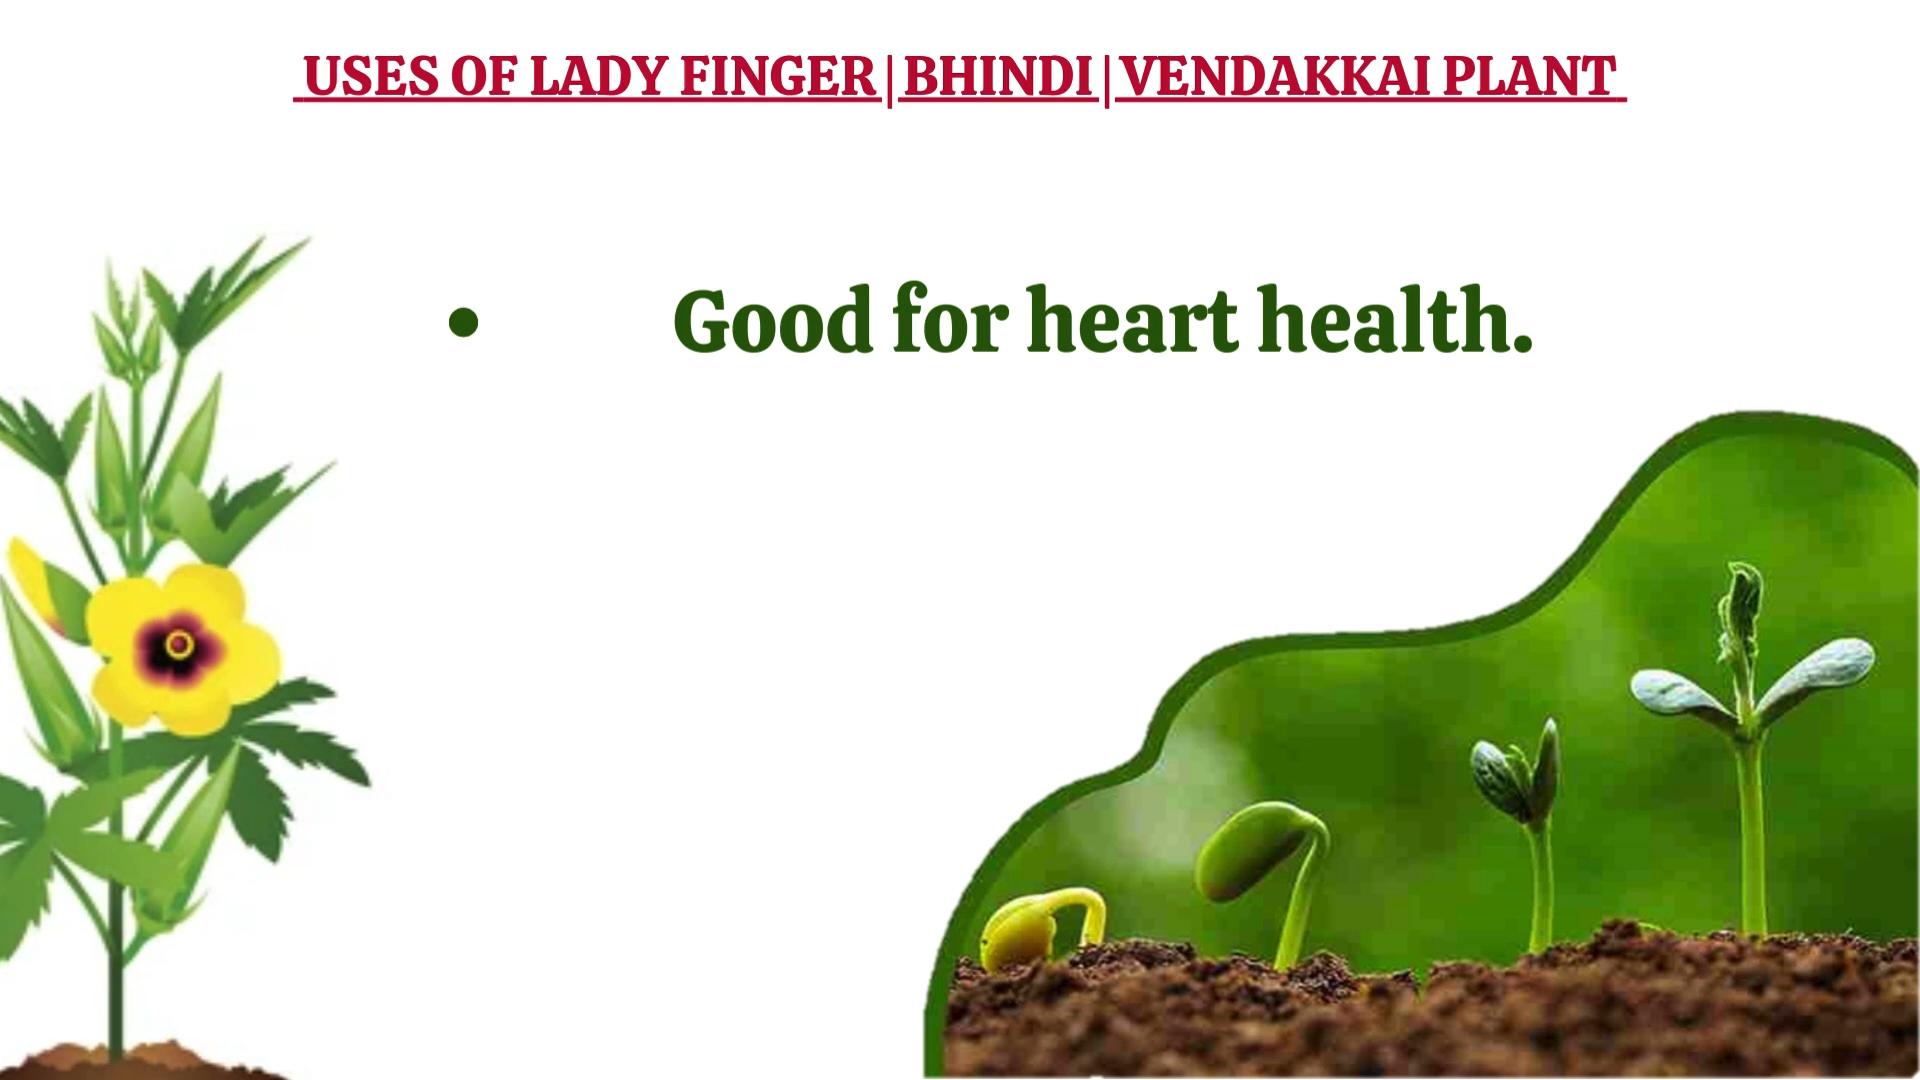 USES OF LADY FINGER|BHINDI|VENDAKKAI PLANT
• Good for heart health.